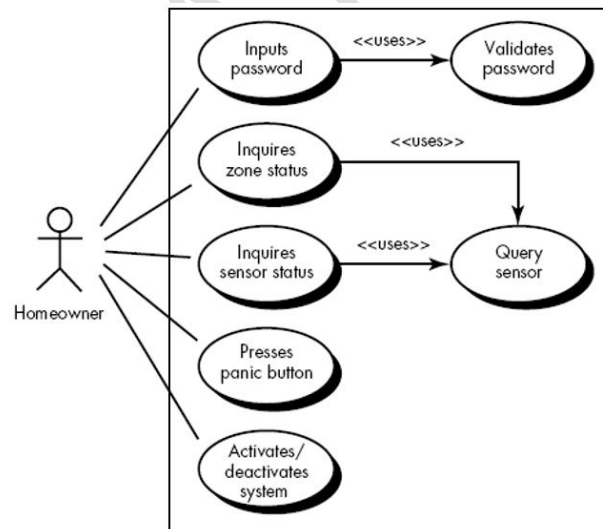 Inputs
password
<<uses>>
Validates
password
Inquires
zone status
<<uses>>
Inquires
sensor status
<<uses>>
Query
sensor
Homeowner
Presses
panic button
Activates/
deactivates
system